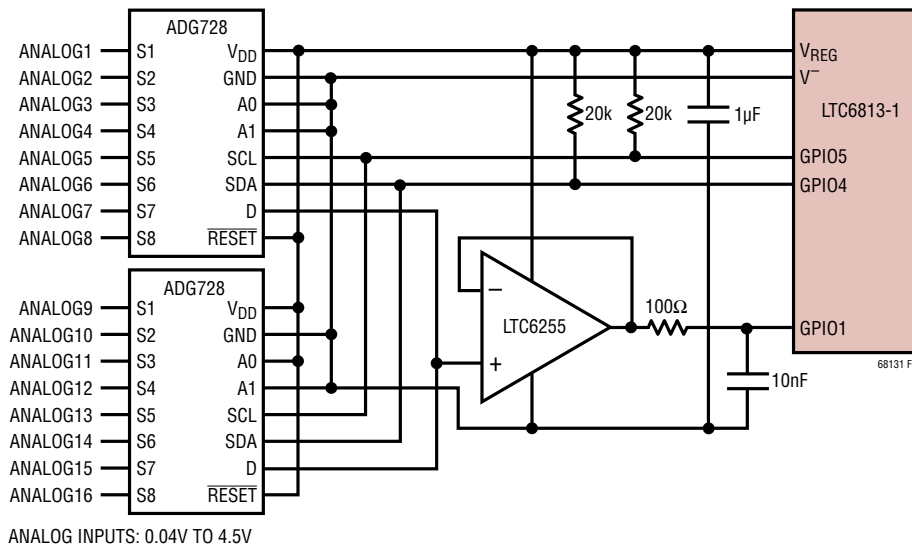 ADG728
ANALOG1 S1 VDD
ANALOG2 S2 GND
ANALOG3 S3 A0
ANALOG4 S4 A1
ANALOG5 S5 SCL
ANALOG6 S6 SDA
ANALOG7 S7 D
ANALOG8 S8 RESET
ADG728
ANALOG9 S1 VDD
ANALOG10 S2 GND
ANALOG11 S3 A0
ANALOG12 S4 A1
ANALOG13 S5 SCL
ANALOG14 S6 SDA
ANALOG15 S7 D
ANALOG16 S8 RESET
20k
20k
1µF
LTC6255
−
+
100Ω
10nF
VREG
V−
LTC6813-1
GPIO5
GPIO4
GPIO1
68131 F
ANALOG INPUTS: 0.04V TO 4.5V